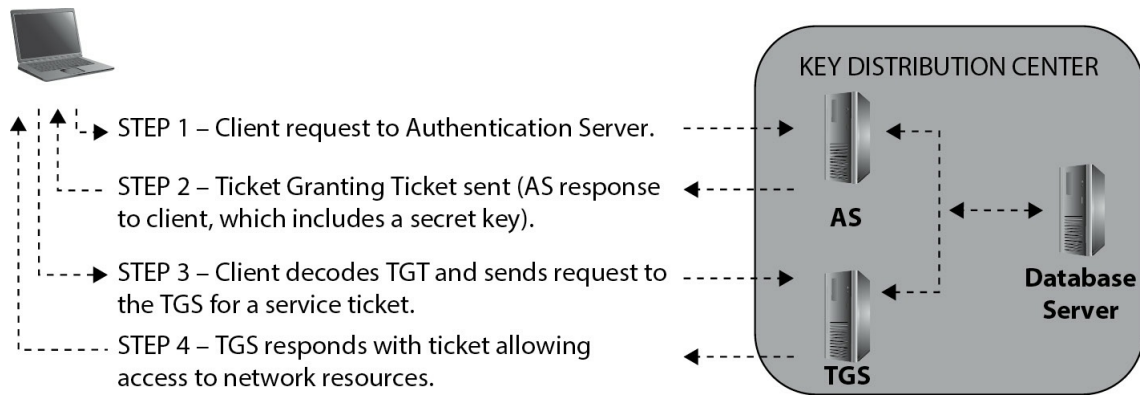 KEY DISTRIBUTION CENTER
STEP 1 – Client request to Authentication Server.
STEP 2 – Ticket Granting Ticket sent (AS response
to client, which includes a secret key).
AS
STEP 3 – Client decodes TGT and sends request to
the TGS for a service ticket.
Database
Server
STEP 4 – TGS responds with ticket allowing
access to network resources.
TGS